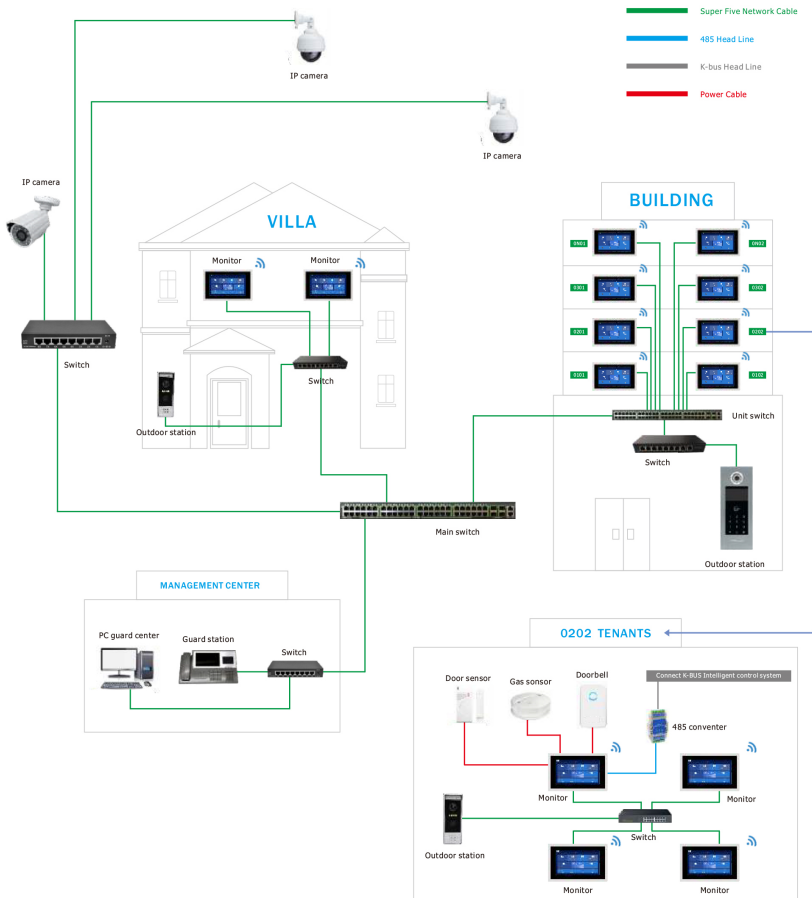 Super Five Network Cable
485 Head Line
K-bus Head Line
Power Cable
IP camera
IP camera
IP camera
VILLA
BUILDING
Monitor
Monitor
0N01
0N02
0301
0302
0201
0202
0101
0102
Switch
Switch
Outdoor station
Unit switch
Switch
Main switch
Outdoor station
MANAGEMENT CENTER
PC guard center
Guard station
Switch
0202 TENANTS
Door sensor
Gas sonsor
Doorbell
Connect K-BUS Intelligent control system
485 conventer
Monitor
Monitor
Switch
Outdoor station
Monitor
Monitor